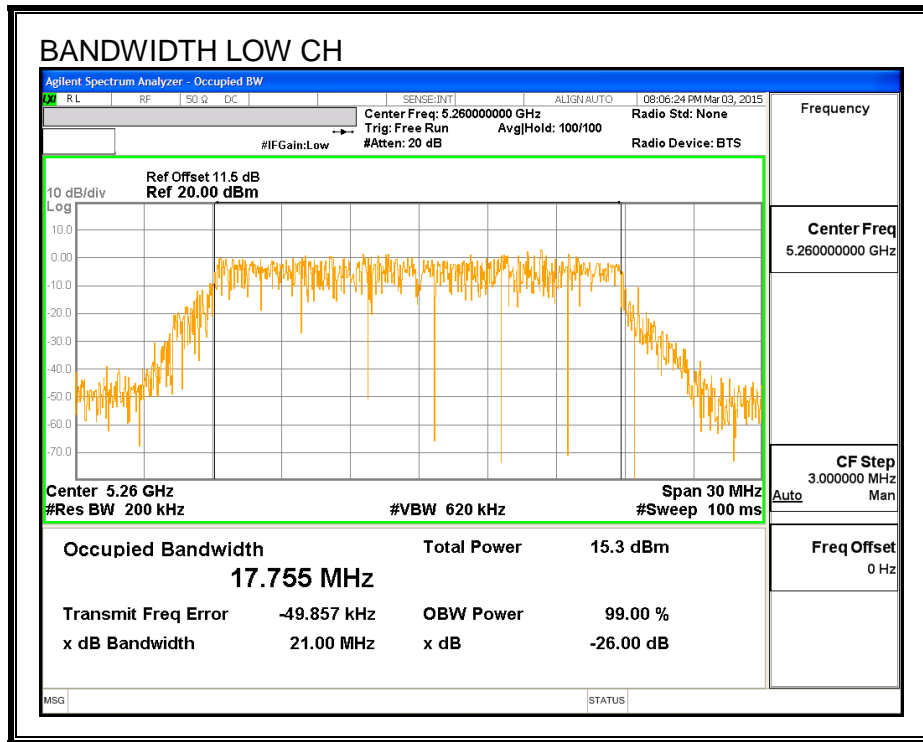 BANDWIDTH LOW CH
Agilent Spectrum Analyzer - Occupied BW
LXI RL RF 50 Ω DC SENSE:INT ALIGN AUTO 08:06:24 PM Mar 03, 2015
Center Freq: 5.260000000 GHz Radio Std: None
Trig: Free Run Avg|Hold: 100/100
#IFGain:Low #Atten: 20 dB Radio Device: BTS
Frequency
Ref Offset 11.5 dB
10 dB/div Ref 20.00 dBm
Log
10.0
0.00
-10.0
-20.0
-30.0
-40.0
-50.0
-60.0
-70.0
Center 5.26 GHz Span 30 MHz
#Res BW 200 kHz #VBW 620 kHz #Sweep 100 ms
Center Freq
5.260000000 GHz
CF Step
3.000000 MHz
Auto Man
Freq Offset
0 Hz
Occupied Bandwidth Total Power 15.3 dBm
17.755 MHz
Transmit Freq Error -49.857 kHz OBW Power 99.00 %
x dB Bandwidth 21.00 MHz x dB -26.00 dB
MSG STATUS